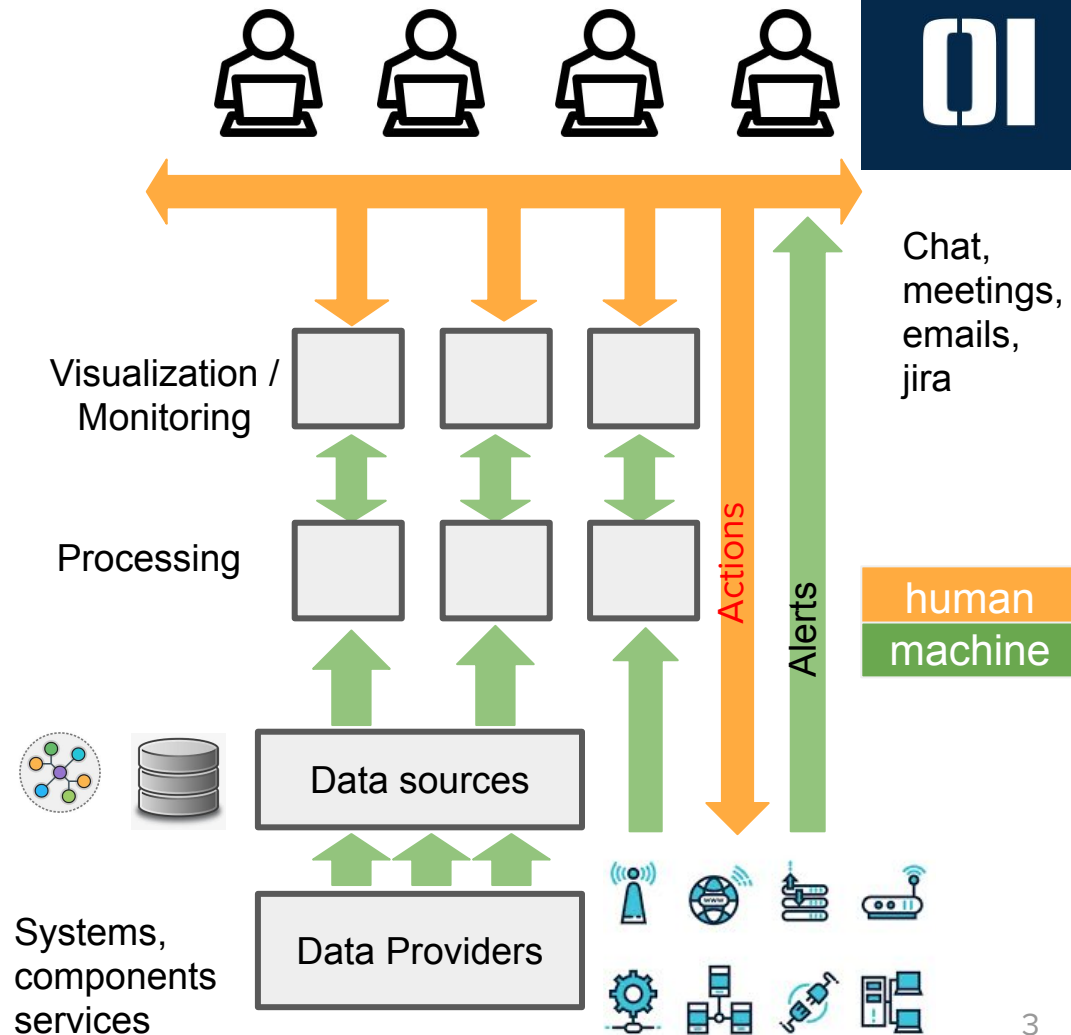 OI
Chat,
meetings,
emails,
jira
Visualization /
Monitoring
Processing
Actions
Alerts
human
machine
Data sources
Data Providers
Systems,
components
services
www
3